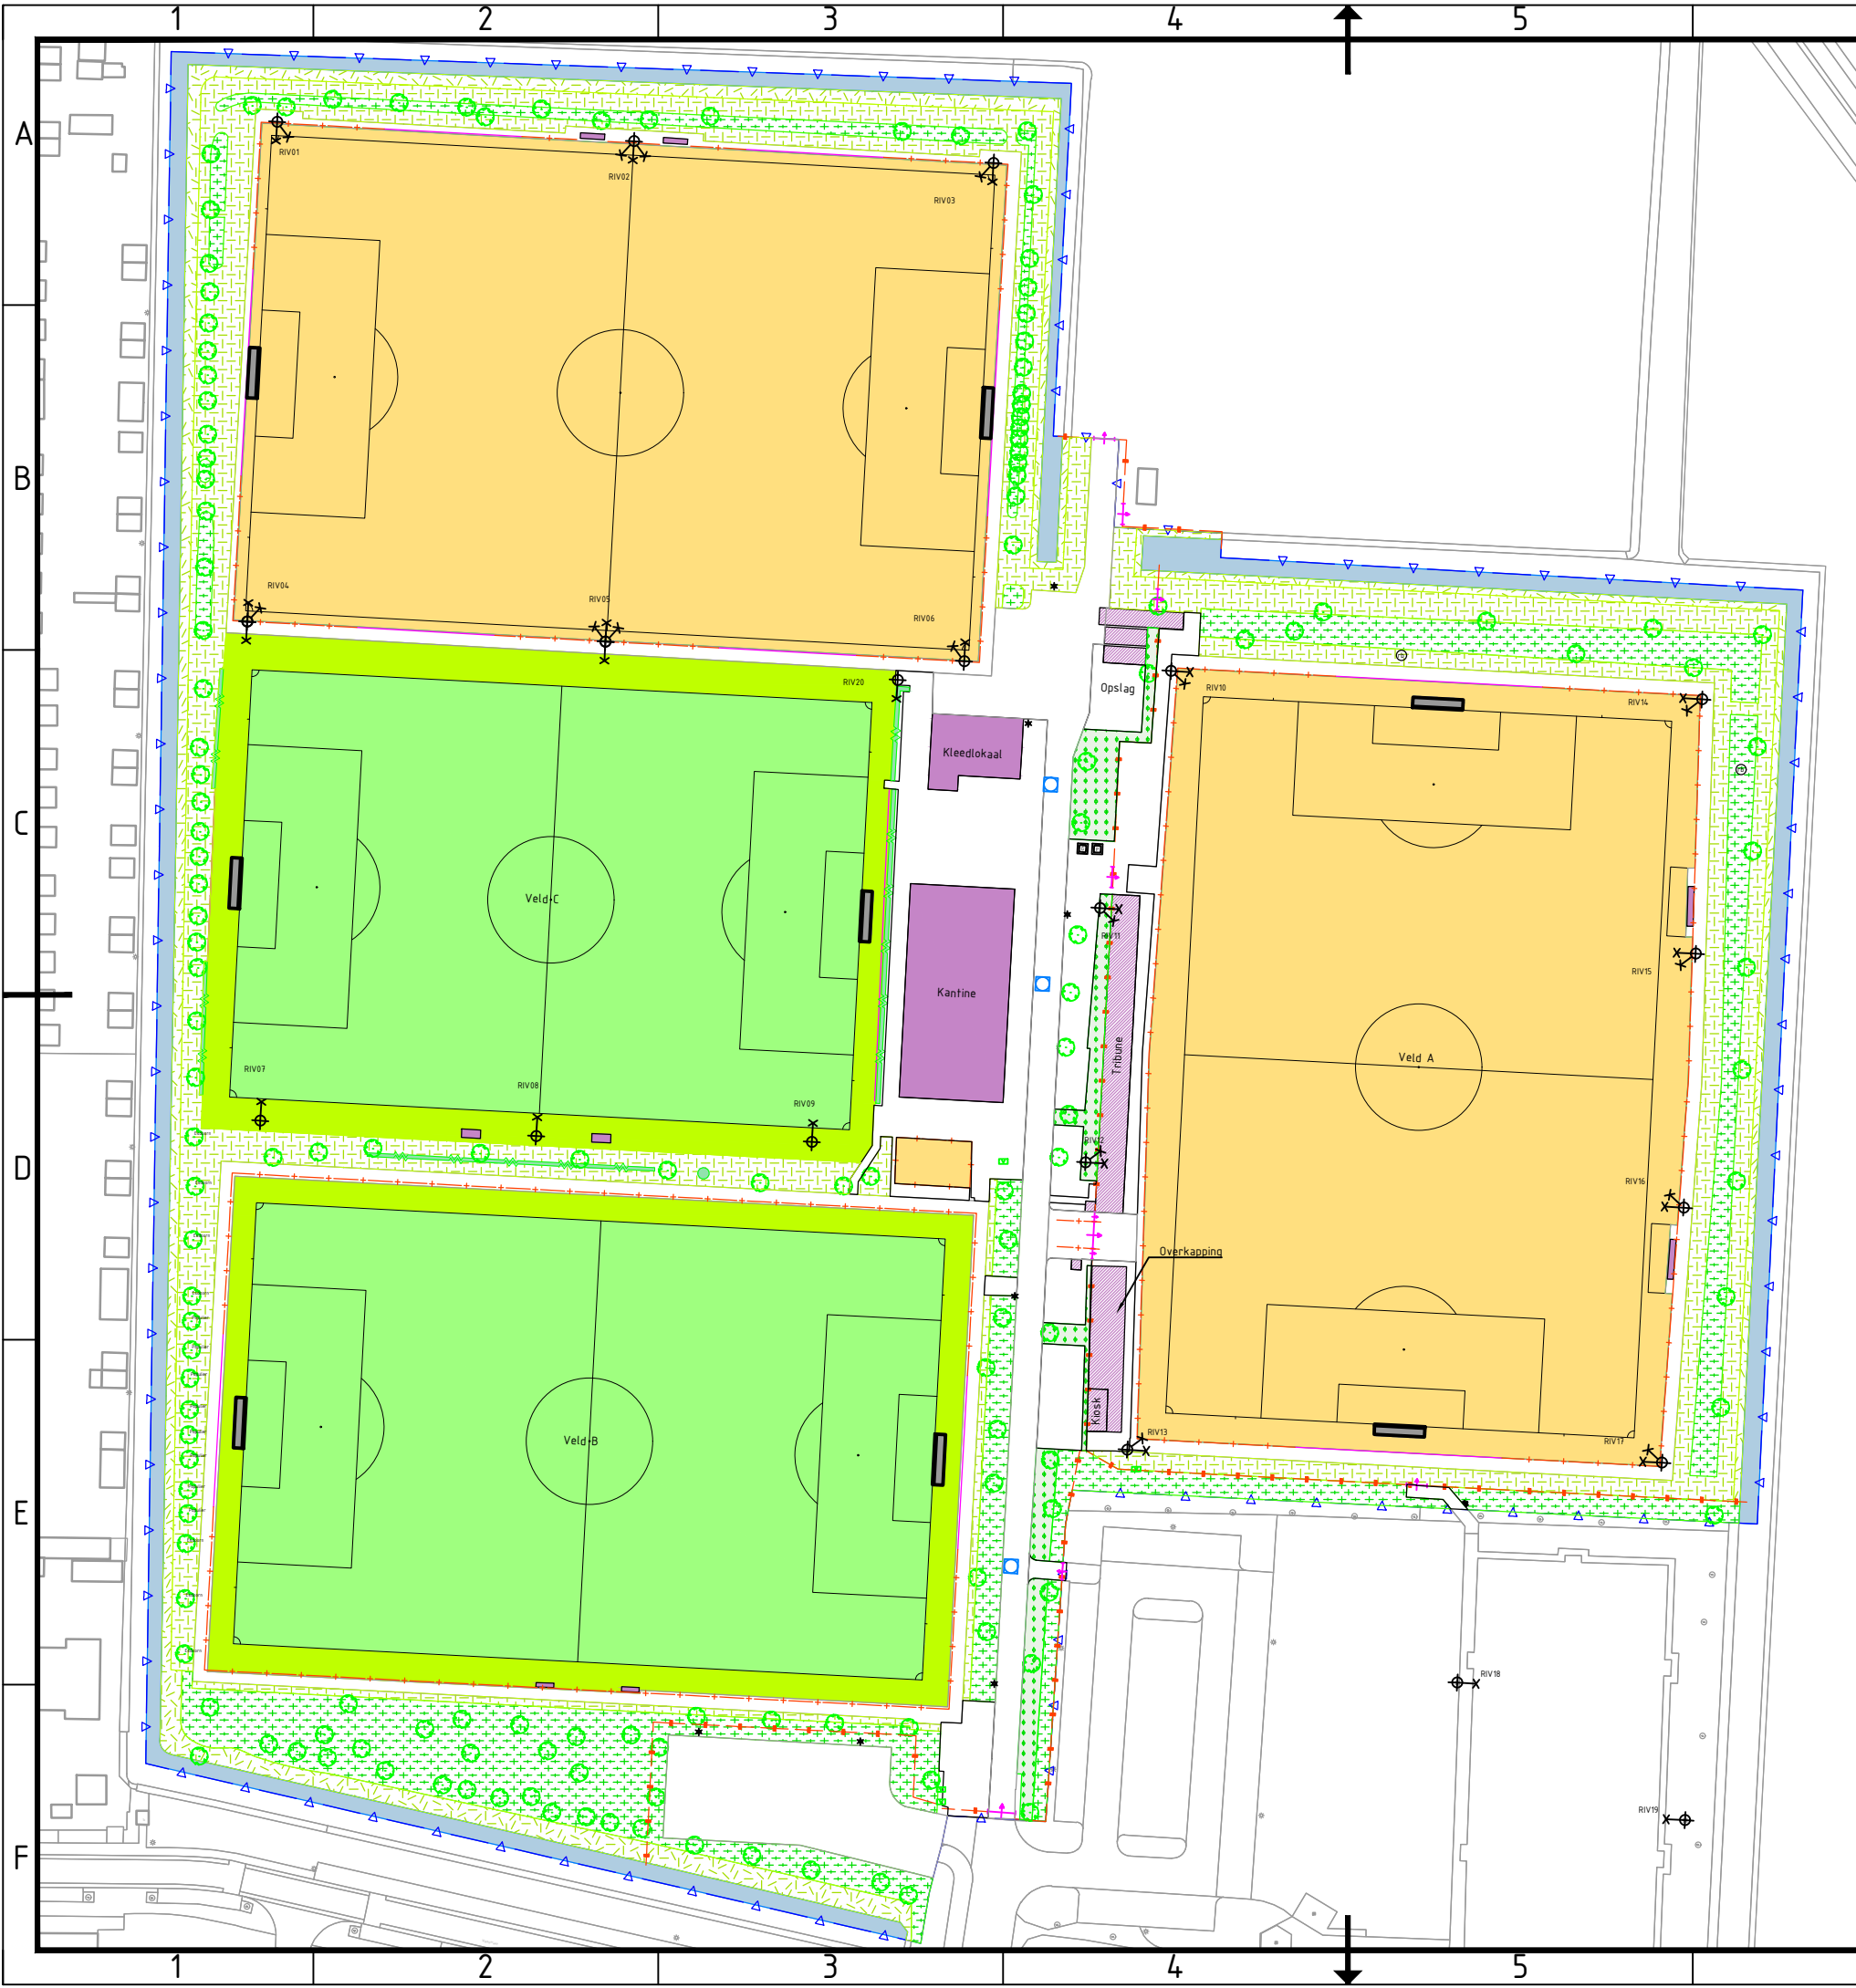 1 2 3 4 5
A
RIV01
RIV02
RIV03
B
RIV04
RIV05
RIV06
RIV20
Opslag
RIV10
RIV14
Kleedlokaal
C
Veld-C
RIV11
RIV15
Kantine
Tribune
Veld A
RIV07
RIV08
RIV09
RIV12
D
RIV16
Overkapping
Kiosk
RIV13
RIV17
Veld-B
E
RIV18
RIV19
F
1 2 3 4 5